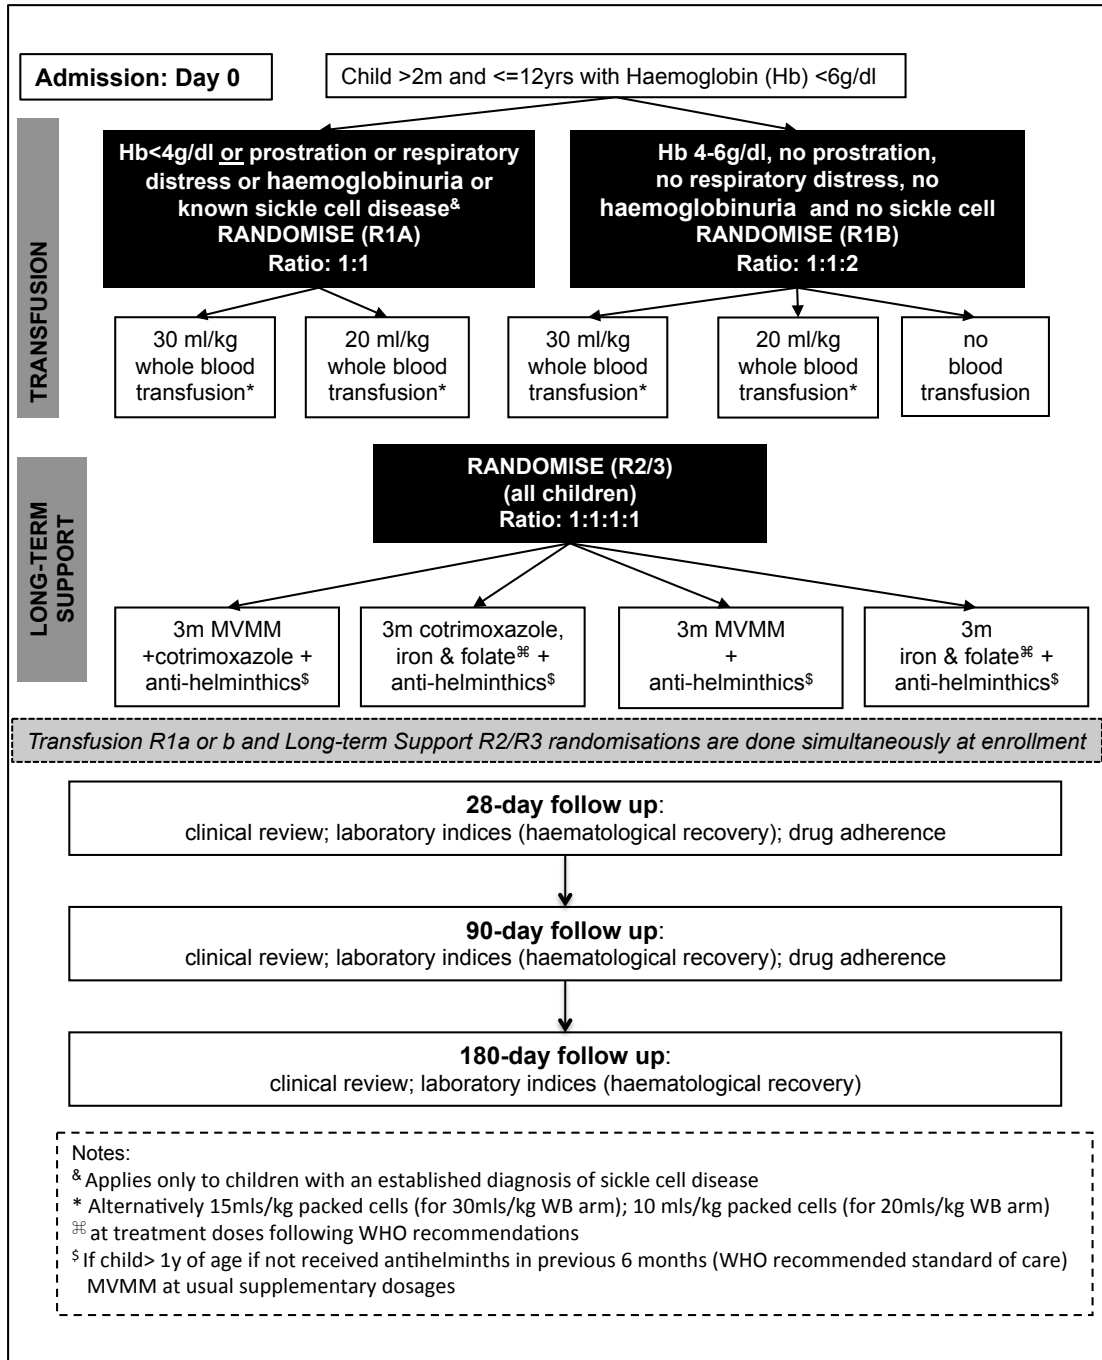 Admission: Day 0
Child >2m and <=12yrs with Haemoglobin (Hb) <6g/dl
TRANSFUSION
Hb<4g/dl or prostration or respiratory
distress or haemoglobinuria or
known sickle cell disease&
RANDOMISE (R1A)
Ratio: 1:1
Hb 4-6g/dl, no prostration,
no respiratory distress, no
haemoglobinuria and no sickle cell
RANDOMISE (R1B)
Ratio: 1:1:2
30 ml/kg
whole blood
transfusion*
20 ml/kg
whole blood
transfusion*
30 ml/kg
whole blood
transfusion*
20 ml/kg
whole blood
transfusion*
no
blood
transfusion
LONG-TERM
SUPPORT
RANDOMISE (R2/3)
(all children)
Ratio: 1:1:1:1
3m MVMM
+cotrimoxazole +
anti-helminthics$
3m cotrimoxazole,
iron & folate⌘ +
anti-helminthics$
3m MVMM
+
anti-helminthics$
3m
iron & folate⌘ +
anti-helminthics$
Transfusion R1a or b and Long-term Support R2/R3 randomisations are done simultaneously at enrollment
28-day follow up:
clinical review; laboratory indices (haematological recovery); drug adherence
90-day follow up:
clinical review; laboratory indices (haematological recovery); drug adherence
180-day follow up:
clinical review; laboratory indices (haematological recovery)
Notes:
& Applies only to children with an established diagnosis of sickle cell disease
* Alternatively 15mls/kg packed cells (for 30mls/kg WB arm); 10 mls/kg packed cells (for 20mls/kg WB arm)
⌘ at treatment doses following WHO recommendations
$ If child> 1y of age if not received antihelminths in previous 6 months (WHO recommended standard of care)
MVMM at usual supplementary dosages